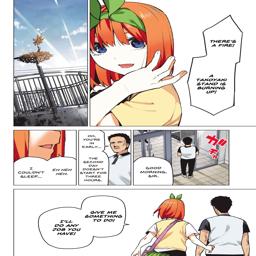 THERE'S
A FIRE!
A
TAKOYAKI
STAND IS
BURNING
UP!
GOOD
MORNING,
SIR.
OH,
YOU'RE
IN
EARLY...
THE
SECOND
DAY
DOESN'T
START FOR
THREE
HOURS.
EH HEH
HEH.
I
COULDN'T
SLEEP...
GIVE ME
SOMETHING
TO DO!
I'LL DO
ANY JOB
YOU
HAVE!